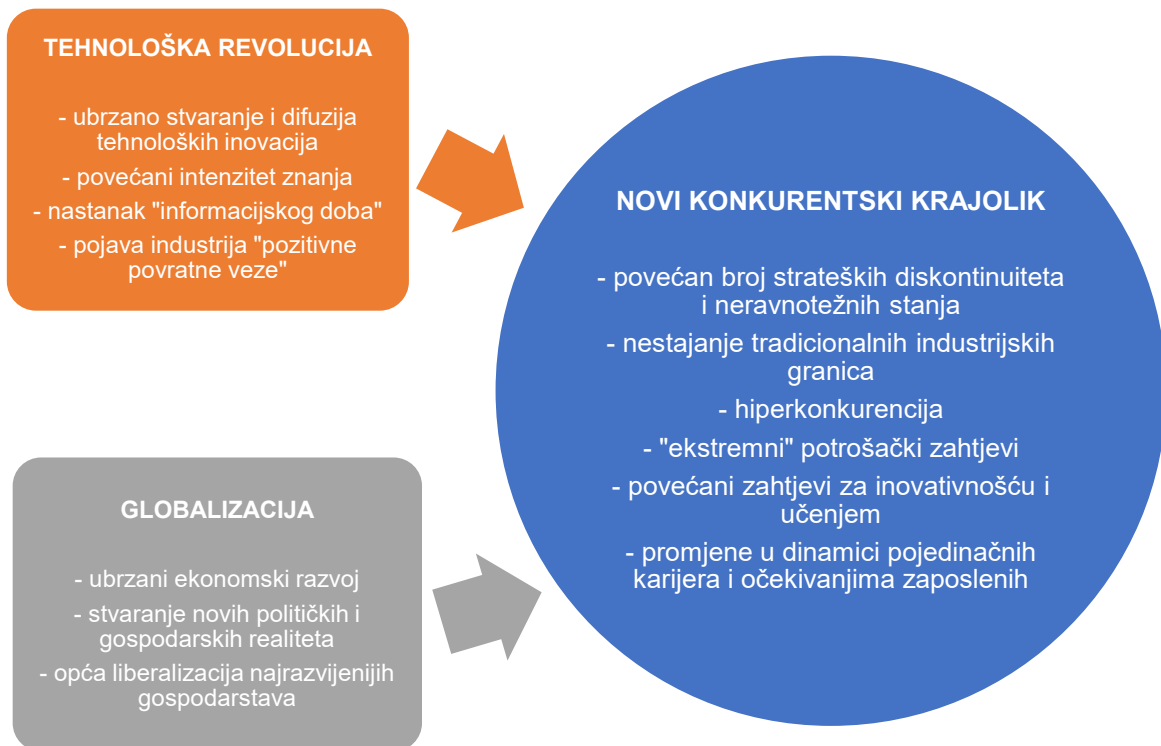 TEHNOLOŠKA REVOLUCIJA
- ubrzano stvaranje i difuzija
tehnoloških inovacija
- povećani intenzitet znanja
- nastanak "informacijskog doba"
- pojava industrija "pozitivne
povratne veze"
GLOBALIZACIJA
- ubrzani ekonomski razvoj
- stvaranje novih političkih i
gospodarskih realiteta
- opća liberalizacija najrazvijenijih
gospodarstava
NOVI KONKURENTSKI KRAJOLIK
- povećan broj strateških diskontinuiteta
i neravnotežnih stanja
- nestajanje tradicionalnih industrijskih
granica
- hiperkonkurencija
- "ekstremni" potrošački zahtjevi
- povećani zahtjevi za inovativnošću i
učenjem
- promjene u dinamici pojedinačnih
karijera i očekivanjima zaposlenih